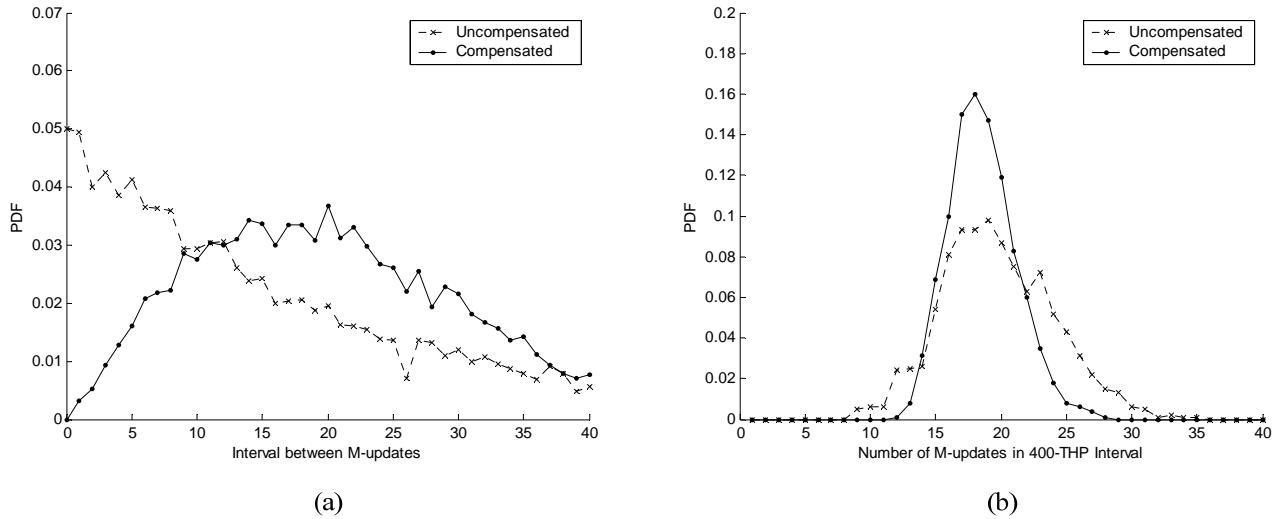 0.07
0.06
0.05
0.04
0.03
0.02
0.01
0
PDF
0 5 10 15 20 25 30 35 40
Interval between M-updates
Uncompensated
Compensated
(a)
0.2
0.18
0.16
0.14
0.12
0.1
0.08
0.06
0.04
0.02
0
PDF
0 5 10 15 20 25 30 35 40
Number of M-updates in 400-THP Interval
Uncompensated
Compensated
(b)